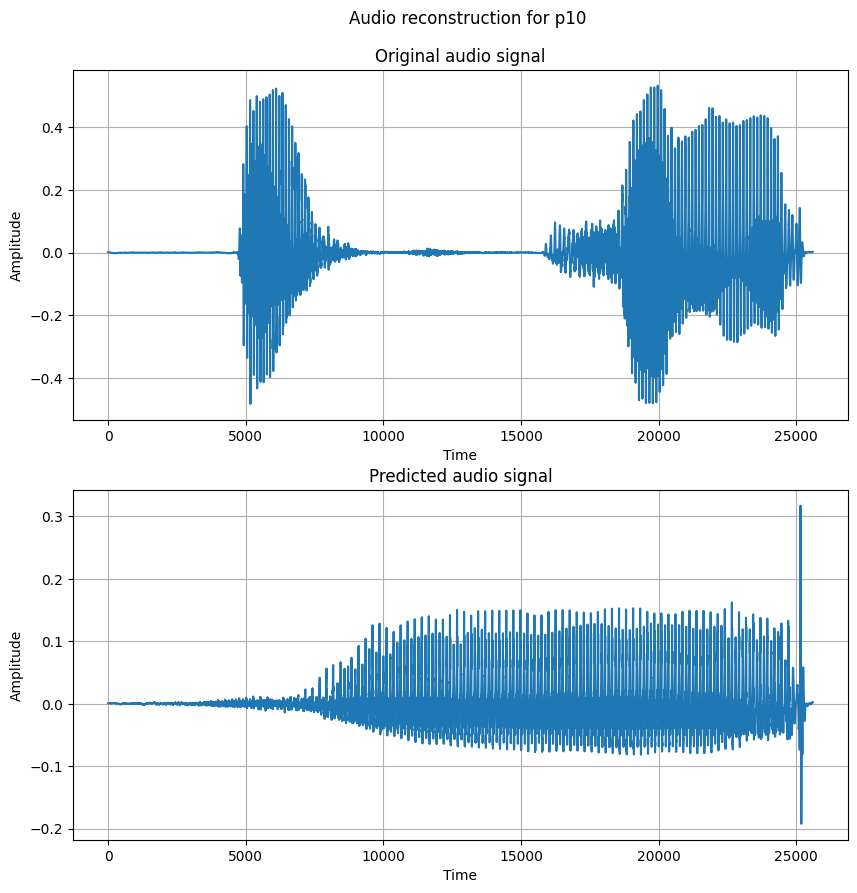 Audio reconstruction for p10
Original audio signal
0.4
0.2
0.0
−0.2
−0.4
Amplitude
0 5000 10000 15000 20000 25000
Time
Predicted audio signal
0.3
0.2
0.1
0.0
−0.1
−0.2
Amplitude
0 5000 10000 15000 20000 25000
Time